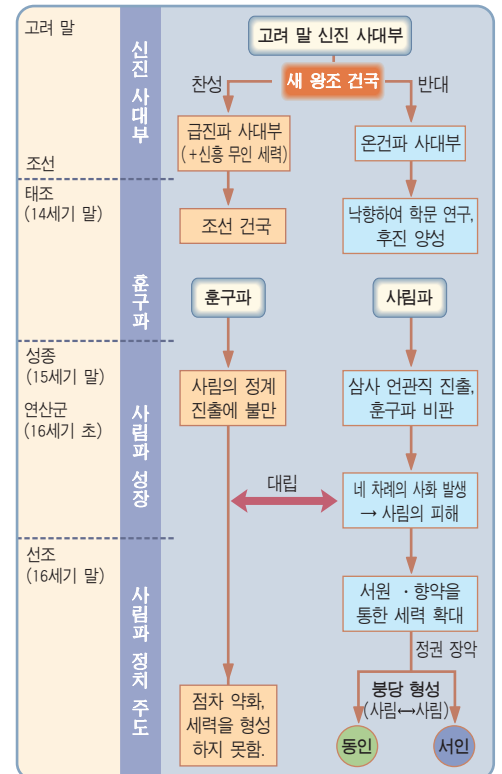 고려 말
조선
태조
(14세기 말)
성종
(15세기 말)
연산군
(16세기 초)
선조
(16세기 말)
신진 사대부
훈구파
사림파 성장
사림파 정치 주도
고려 말 신진 사대부
새 왕조 건국
찬성
반대
급진파 사대부
(+신흥 무인 세력)
온건파 사대부
조선 건국
낙향하여 학문 연구,
후진 양성
훈구파
사림파
사림의 정계
진출에 불만
삼사 언관직 진출,
훈구파 비판
대립
네 차례의 사화 발생
→ 사림의 피해
서원 · 향약을
통한 세력 확대
정권 장악
붕당 형성
(사림↔사림)
점차 약화,
세력을 형성
하지 못함.
동인
서인